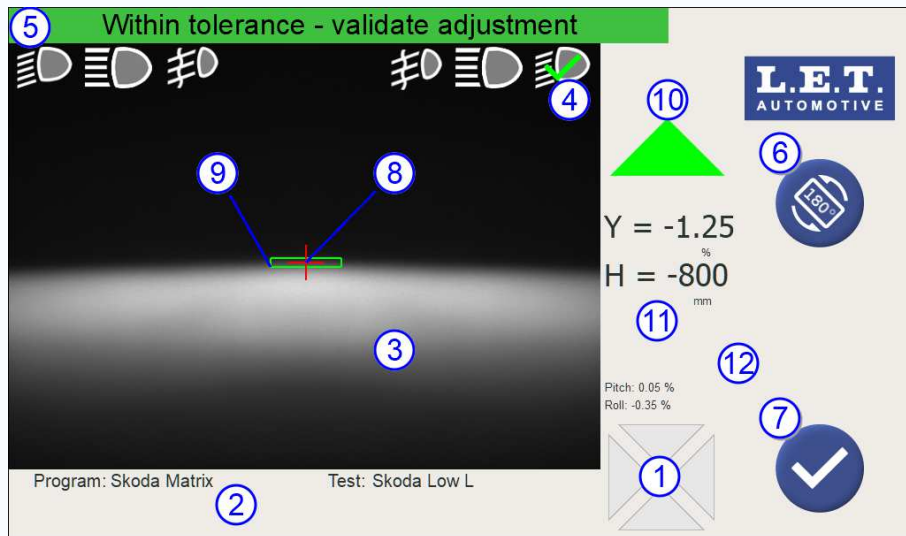 5 Within tolerance - validate adjustment
4
10
L.E.T.
AUTOMOTIVE
6
180°
9
8
Y = -1.25
%
H = -800
mm
11
3
12
Pitch: 0.05 %
Roll: -0.35 %
7
1
Program: Skoda Matrix Test: Skoda Low L
2